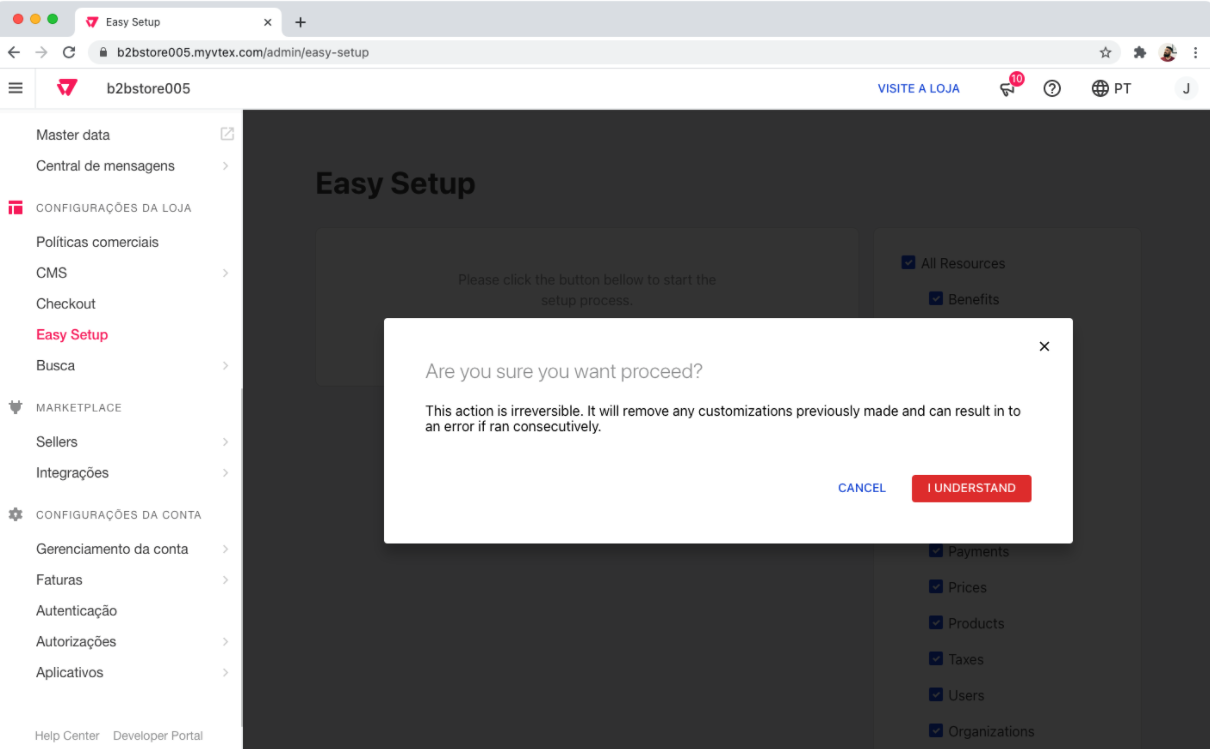 Easy Setup
b2bstore005.myvtex.com/admin/easy-setup
b2bstore005
VISITE A LOJA
10
PT
J
Master data
Central de mensagens
CONFIGURAÇÕES DA LOJA
Políticas comerciais
CMS
Checkout
Easy Setup
Busca
MARKETPLACE
Sellers
Integrações
CONFIGURAÇÕES DA CONTA
Gerenciamento da conta
Faturas
Autenticação
Autorizações
Aplicativos
Help Center Developer Portal
Easy Setup
Please click the button bellow to start the
setup process.
All Resources
Benefits
Are you sure you want proceed?
This action is irreversible. It will remove any customizations previously made and can result in to
an error if ran consecutively.
CANCEL
I UNDERSTAND
Payments
Prices
Products
Taxes
Users
Organizations